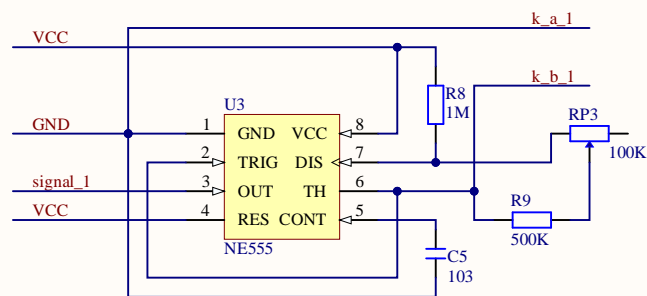 k_a_1
VCC
k_b_1
R8
1M
U3
RP3
GND
1 GND VCC 8
100K
2 TRIG DIS 7
signal_1
3 OUT TH 6
R9
VCC
4 RES CONT 5
500K
NE555
C5
103